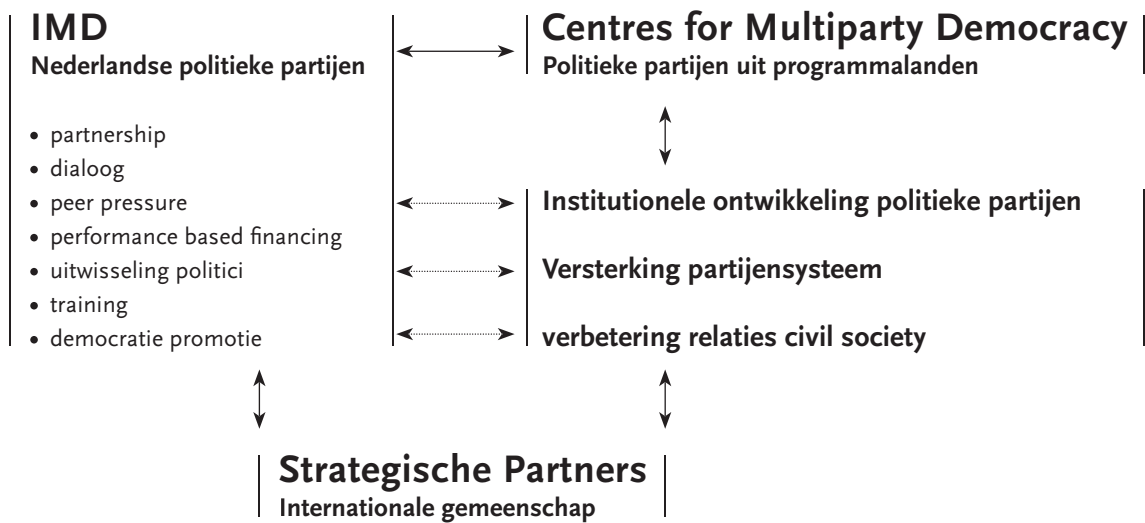 IMD
Nederlandse politieke partijen
• partnership
• dialoog
• peer pressure
• performance based financing
• uitwisseling politici
• training
• democratie promotie
Centres for Multiparty Democracy
Politieke partijen uit programmalanden
Institutionele ontwikkeling politieke partijen
Versterking partijensysteem
verbetering relaties civil society
Strategische Partners
Internationale gemeenschap